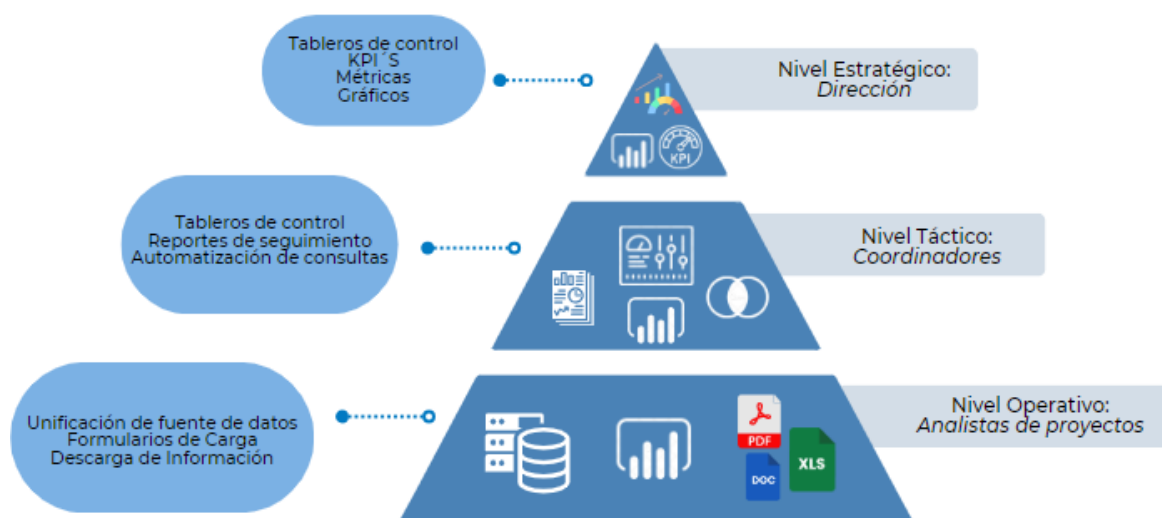 Tableros de control
KPI´S
Métricas
Gráficos
Nivel Estratégico:
Dirección
KPI
Tableros de control
Reportes de seguimiento
Automatización de consultas
Nivel Táctico:
Coordinadores
Unificación de fuente de datos
Formularios de Carga
Descarga de Información
PDF
DOC
XLS
Nivel Operativo:
Analistas de proyectos